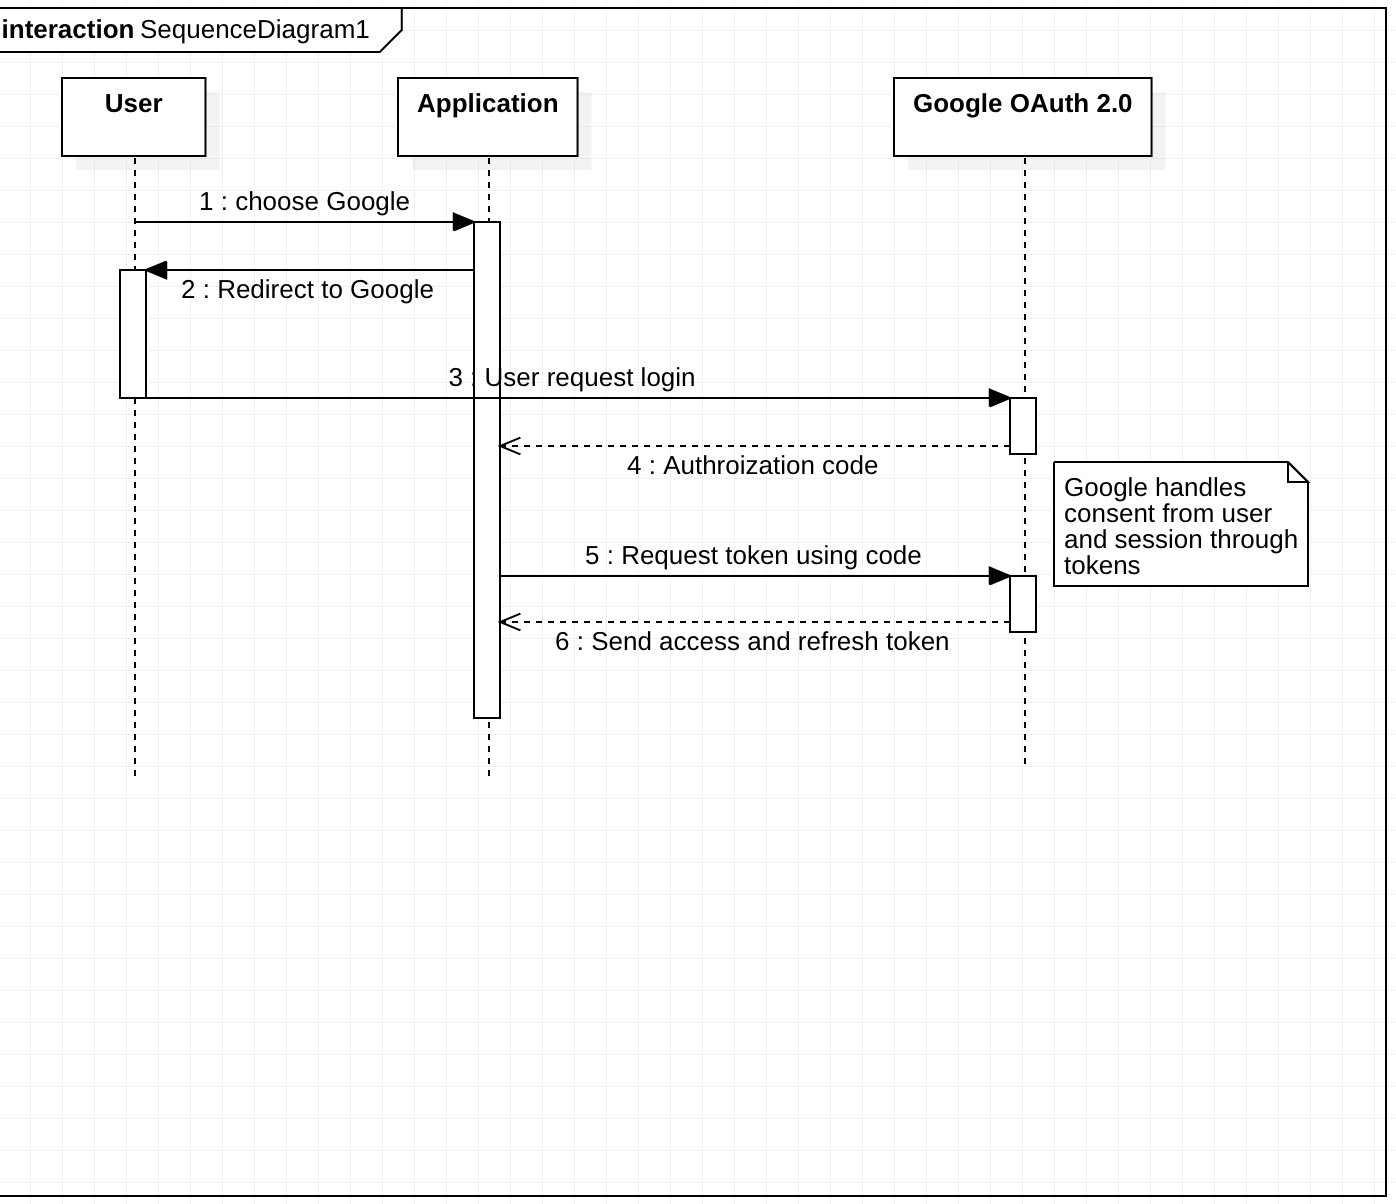 interaction SequenceDiagram1
User
Application
Google OAuth 2.0
1 : choose Google
2 : Redirect to Google
3 : User request login
4 : Authroization code
Google handles
consent from user
and session through
tokens
5 : Request token using code
6 : Send access and refresh token